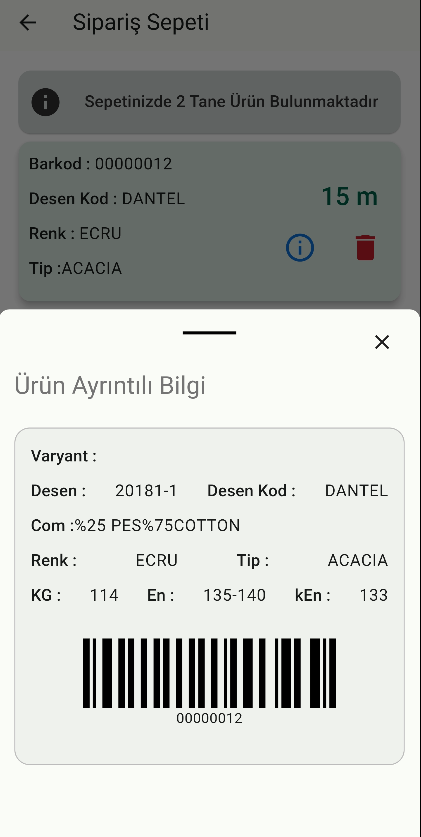 Sipariş Sepeti
Sepetinizde 2 Tane Ürün Bulunmaktadır
Barkod : 00000012
Desen Kod : DANTEL
15 m
Renk : ECRU
Tip :ACACIA
Ürün Ayrıntılı Bilgi
Varyant :
Desen : 20181-1 Desen Kod : DANTEL
Com :%25 PES%75COTTON
Renk : ECRU Tip : ACACIA
KG : 114 En : 135-140 kEn : 133
00000012